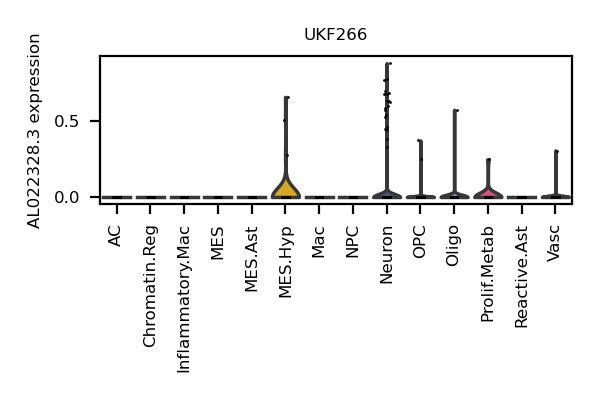 UKF266
AL022328.3 expression
0.5
0.0
AC
Chromatin.Reg
Inflammatory.Mac
MES
MES.Ast
MES.Hyp
Mac
NPC
Neuron
OPC
Oligo
Prolif.Metab
Reactive.Ast
Vasc